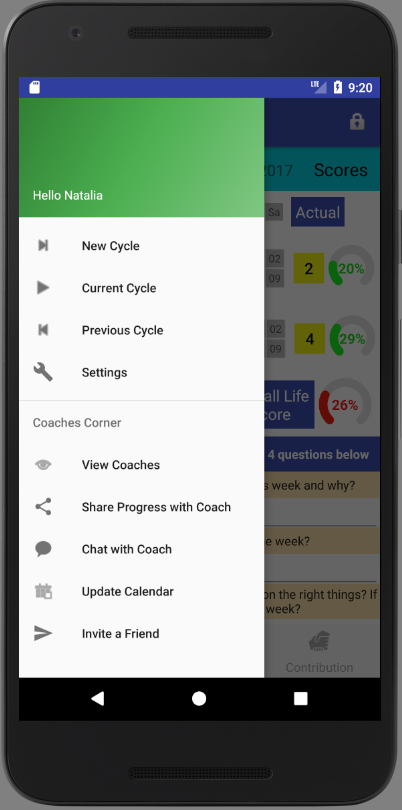 LTE 9:20
Hello Natalia
2017 Scores
Sa Actual
New Cycle
02
09
2
20%
Current Cycle
Previous Cycle
02
09
4
29%
Settings
all Life
core
26%
Coaches Corner
4 questions below
View Coaches
s week and why?
Share Progress with Coach
Chat with Coach
e week?
Update Calendar
on the right things? If
week?
Invite a Friend
Contribution